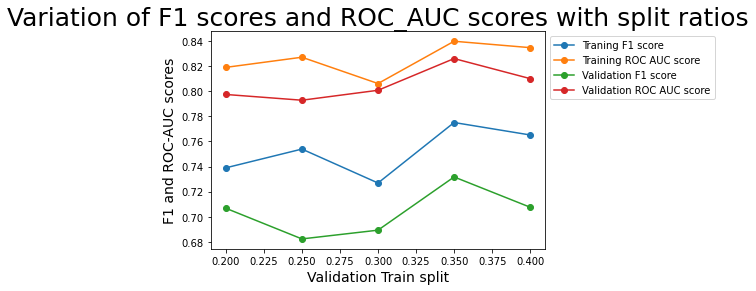 Variation of F1 scores and ROC_AUC scores with split ratios
F1 and ROC-AUC scores
0.84
0.82
0.80
0.78
0.76
0.74
0.72
0.70
0.68
0.200 0.225 0.250 0.275 0.300 0.325 0.350 0.375 0.400
Validation Train split
Traning F1 score
Training ROC AUC score
Validation F1 score
Validation ROC AUC score